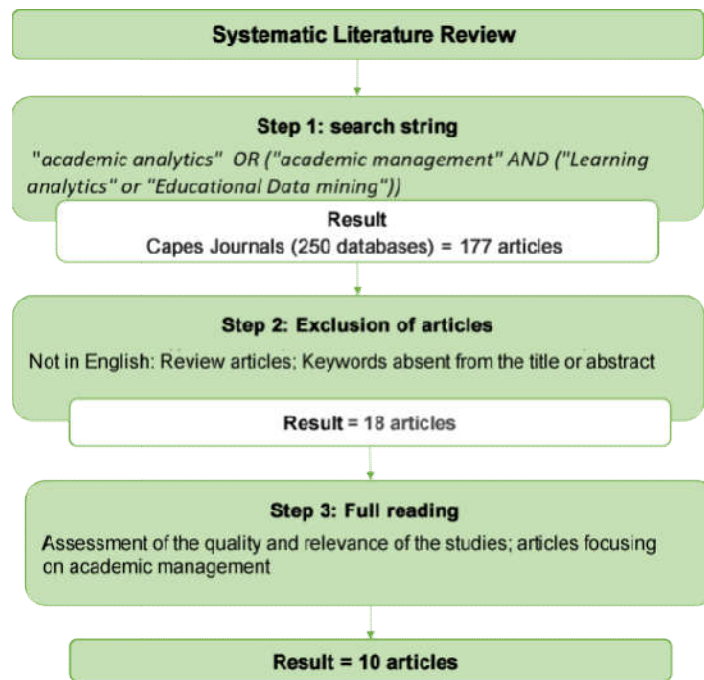 Systematic Literature Review
Step 1: search string
"academic analytics" OR ("academic management" AND ("Learning
analytics" or "Educational Data mining"))
Result
Capes Journals (250 databases) = 177 articles
Step 2: Exclusion of articles
Not in English; Review articles; Keywords absent from the title or abstract
Result = 18 articles
Step 3: Full reading
Assessment of the quality and relevance of the studies; articles focusing
on academic management
Result = 10 articles